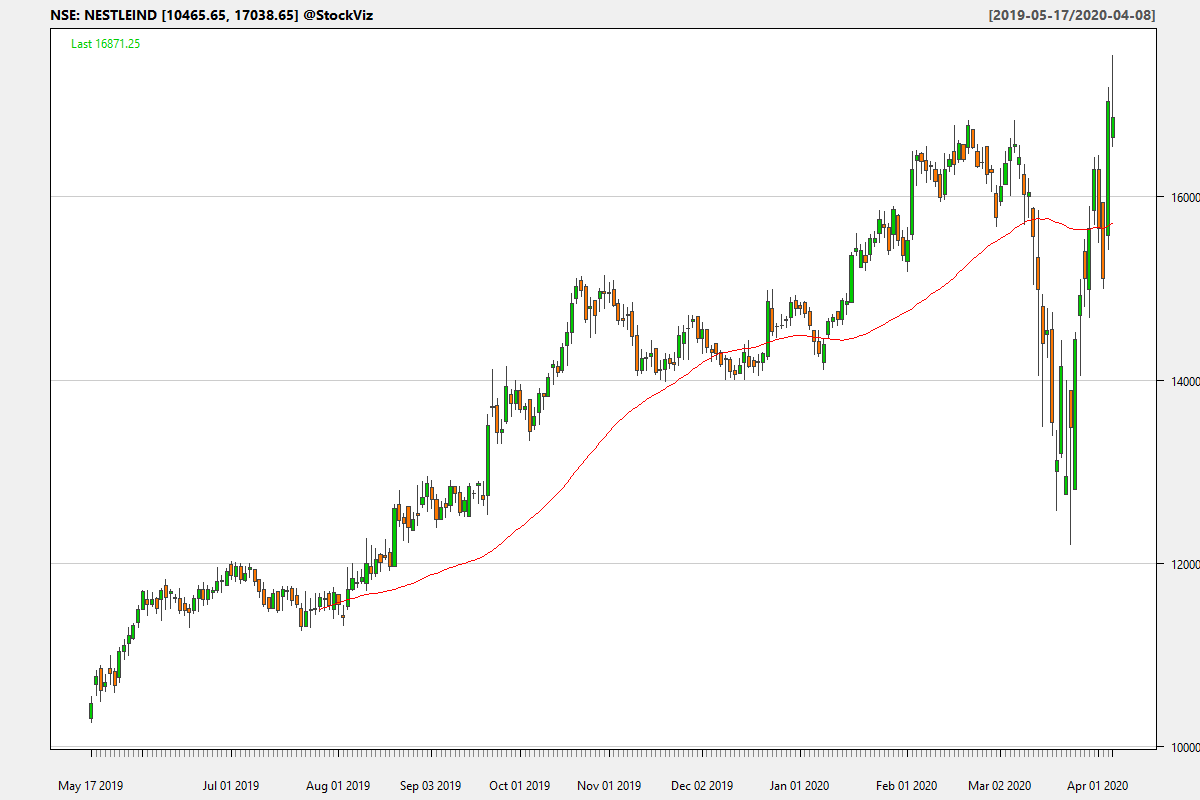 NSE: NESTLEIND [10465.65, 17038.65] @StockViz
[2019-05-17/2020-04-08]
Last 16871.25
16000
14000
12000
10000
May 17 2019 Jul 01 2019 Aug 01 2019 Sep 03 2019 Oct 01 2019 Nov 01 2019 Dec 02 2019 Jan 01 2020 Feb 01 2020 Mar 02 2020 Apr 01 2020